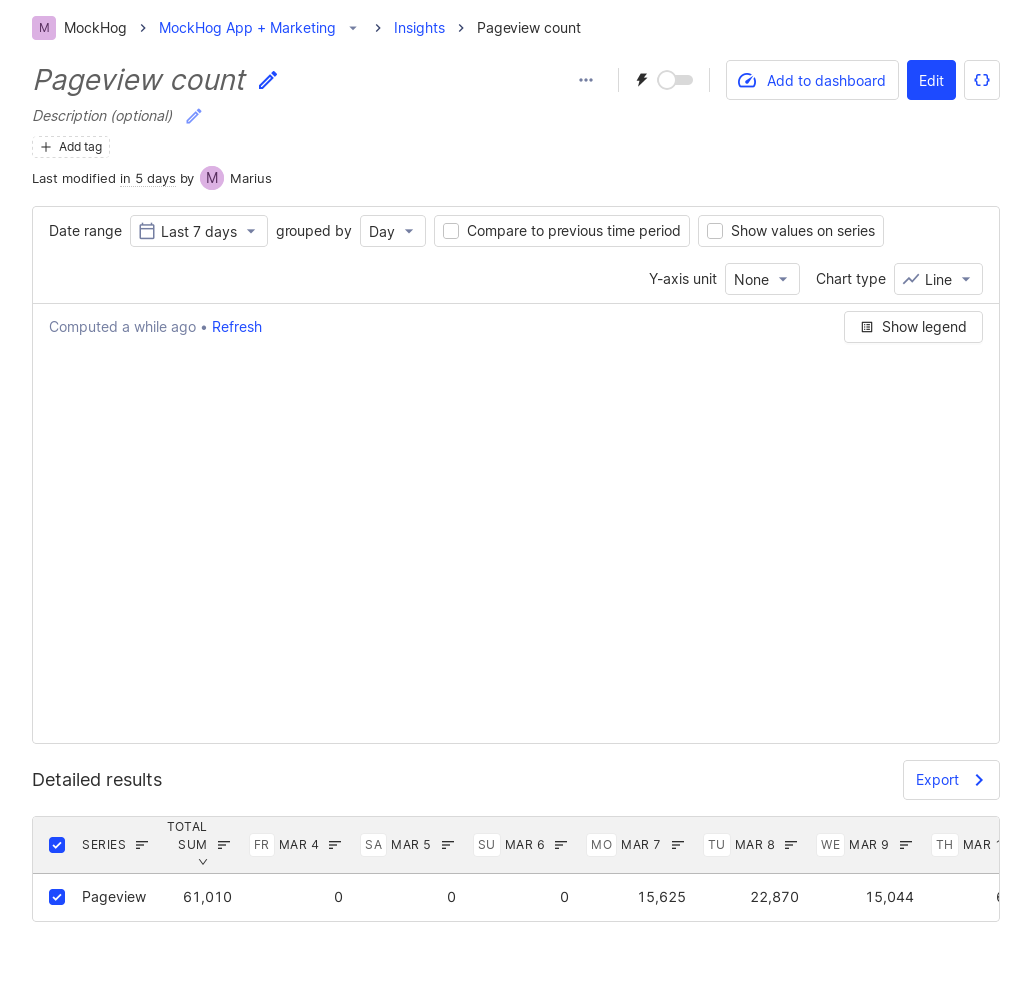 M MockHog MockHog App + Marketing Insights Pageview count
Pageview count
Add to dashboard Edit
Description (optional)
Add tag
Last modified in 5 days by M Marius
Date range Last 7 days grouped by Day Compare to previous time period Show values on series
Y-axis unit None Chart type Line
Computed a while ago • Refresh Show legend
Detailed results Export
SERIES TOTAL SUM FR MAR 4 SA MAR 5 SU MAR 6 MO MAR 7 TU MAR 8 WE MAR 9 TH MAR
Pageview 61,010 0 0 0 15,625 22,870 15,044